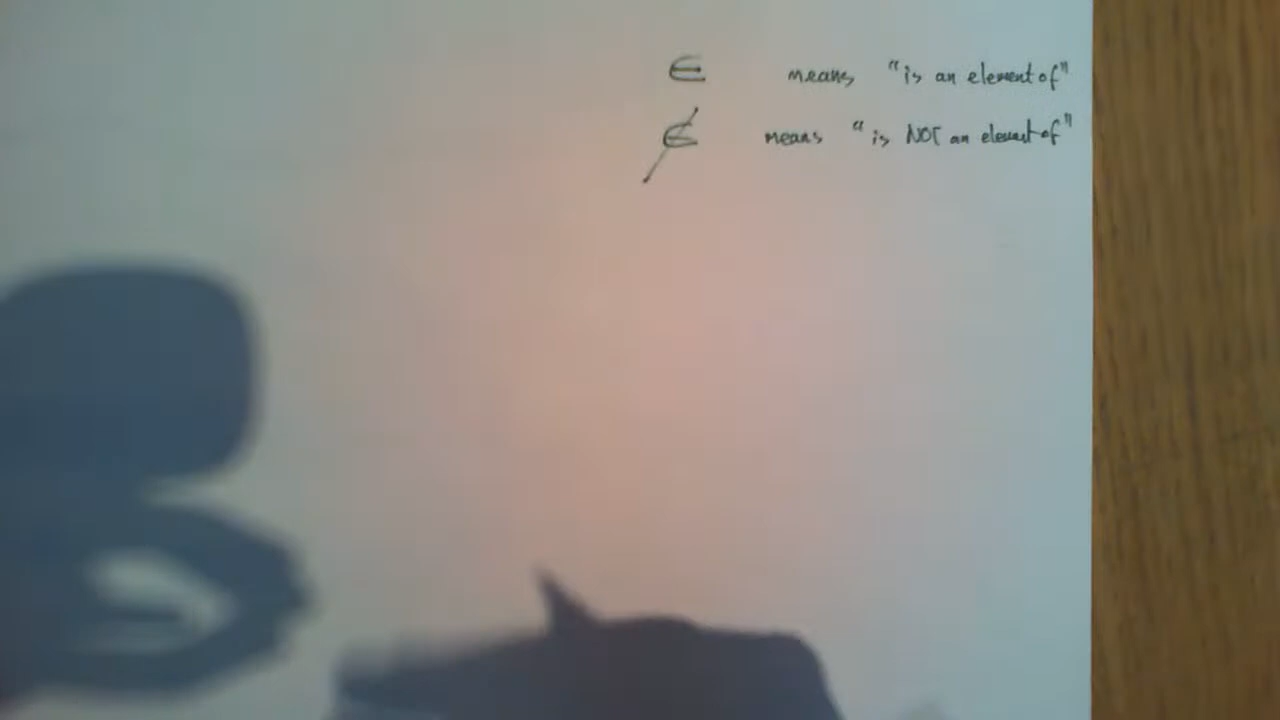 ∈ means "is an element of"
∉ means "is NOT an element of"